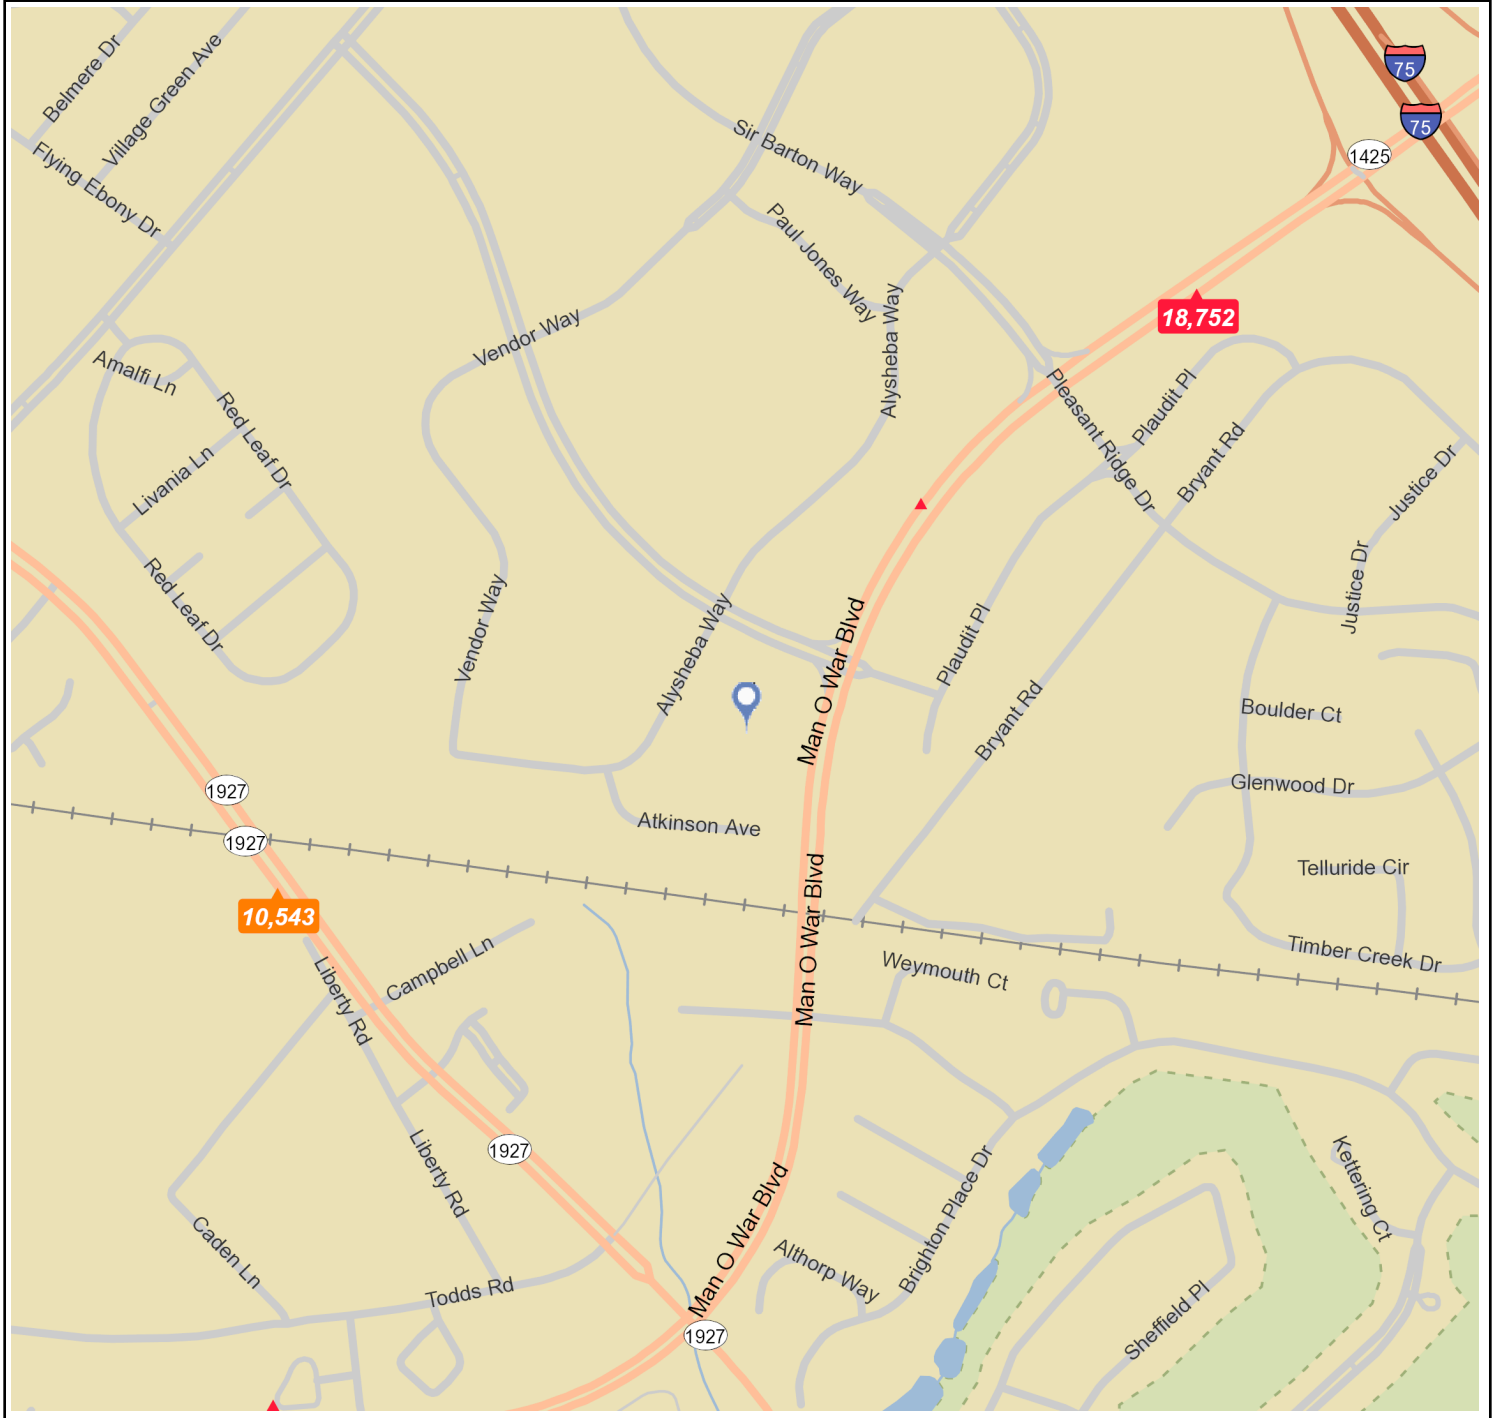 Belmere Dr
Village Green Ave
Flying Ebony Dr
75
75
1425
Sir Barton Way
Paul Jones Way
Alysheba Way
Vendor Way
18,752
Amalfi Ln
Red Leaf Dr
Livania Ln
Pleasant Ridge Dr
Plaudit Pl
Bryant Rd
Justice Dr
Justice Dr
Red Leaf Dr
Vendor Way
Alysheba Way
Man O War Blvd
Plaudit Pl
Bryant Rd
Boulder Ct
Glenwood Dr
1927
1927
Atkinson Ave
Telluride Cir
Man O War Blvd
10,543
Campbell Ln
Liberty Rd
Weymouth Ct
Timber Creek Dr
1927
Liberty Rd
Caden Ln
Todds Rd
Man O War Blvd
Althorp Way
Brighton Place Dr
Kettering Ct
Sheffield Pl
1927